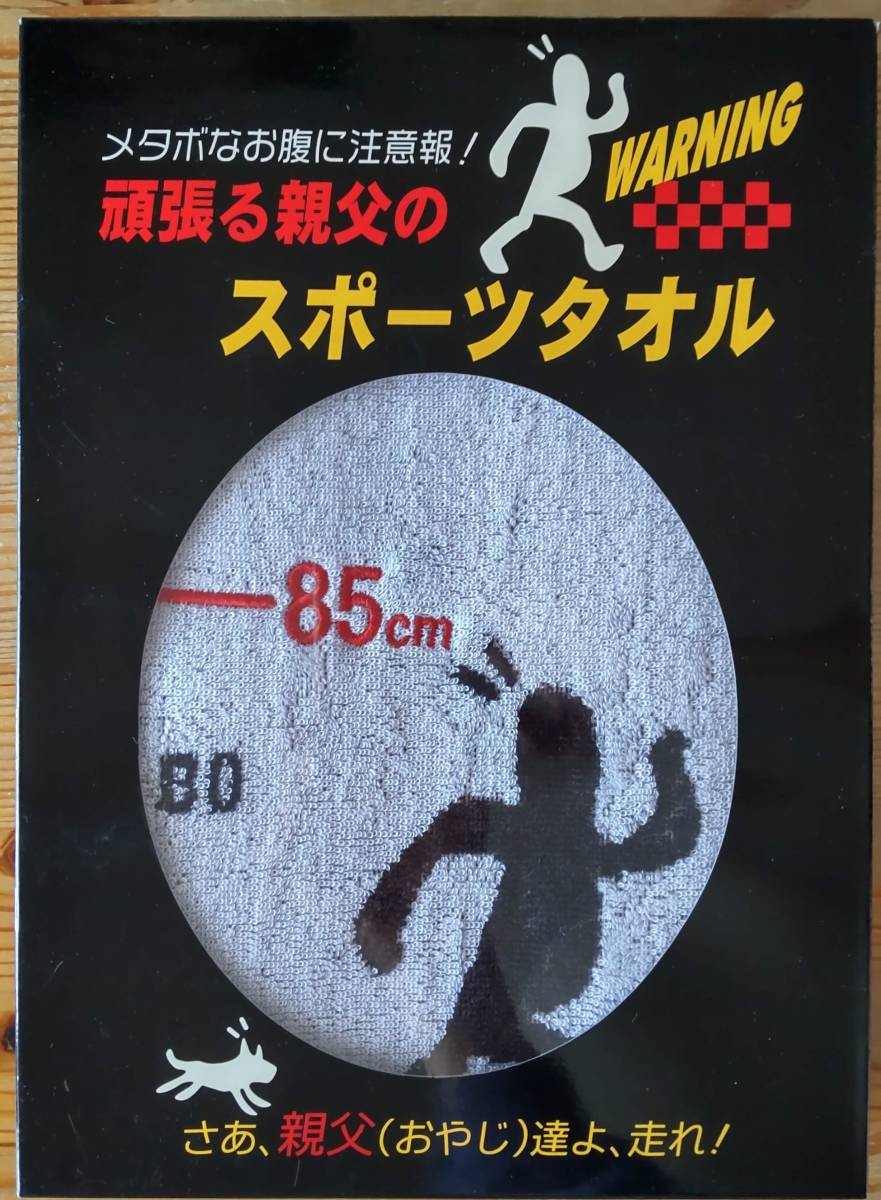 メタボなお腹に注意報!
WARNING
頑張る親父の
スポーツタオル
85cm
80
さあ、親父(おやじ)達よ、走れ!